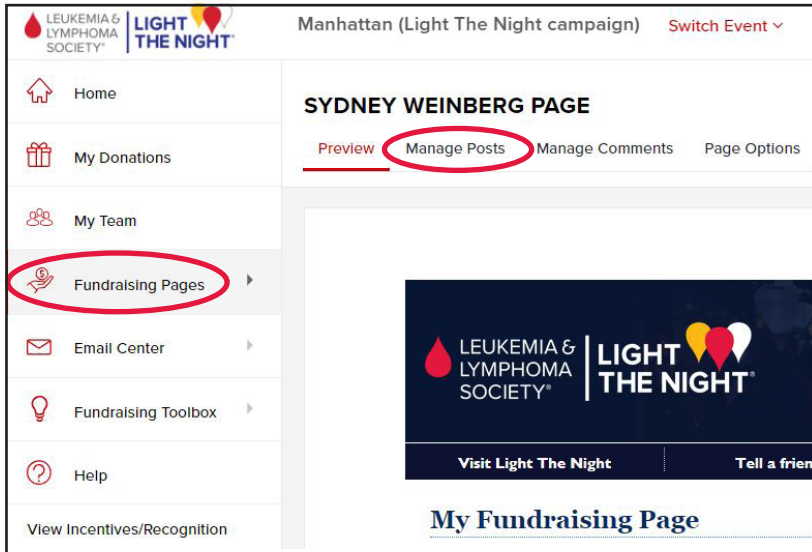 LEUKEMIA &
LYMPHOMA
SOCIETY®
LIGHT
THE NIGHT®
Manhattan (Light The Night campaign)
Switch Event
Home
My Donations
My Team
Fundraising Pages
Email Center
Fundraising Toolbox
Help
View Incentives/Recognition
SYDNEY WEINBERG PAGE
Preview Manage Posts Manage Comments Page Options
LEUKEMIA &
LYMPHOMA
SOCIETY®
LIGHT
THE NIGHT®
Visit Light The Night Tell a frien
My Fundraising Page